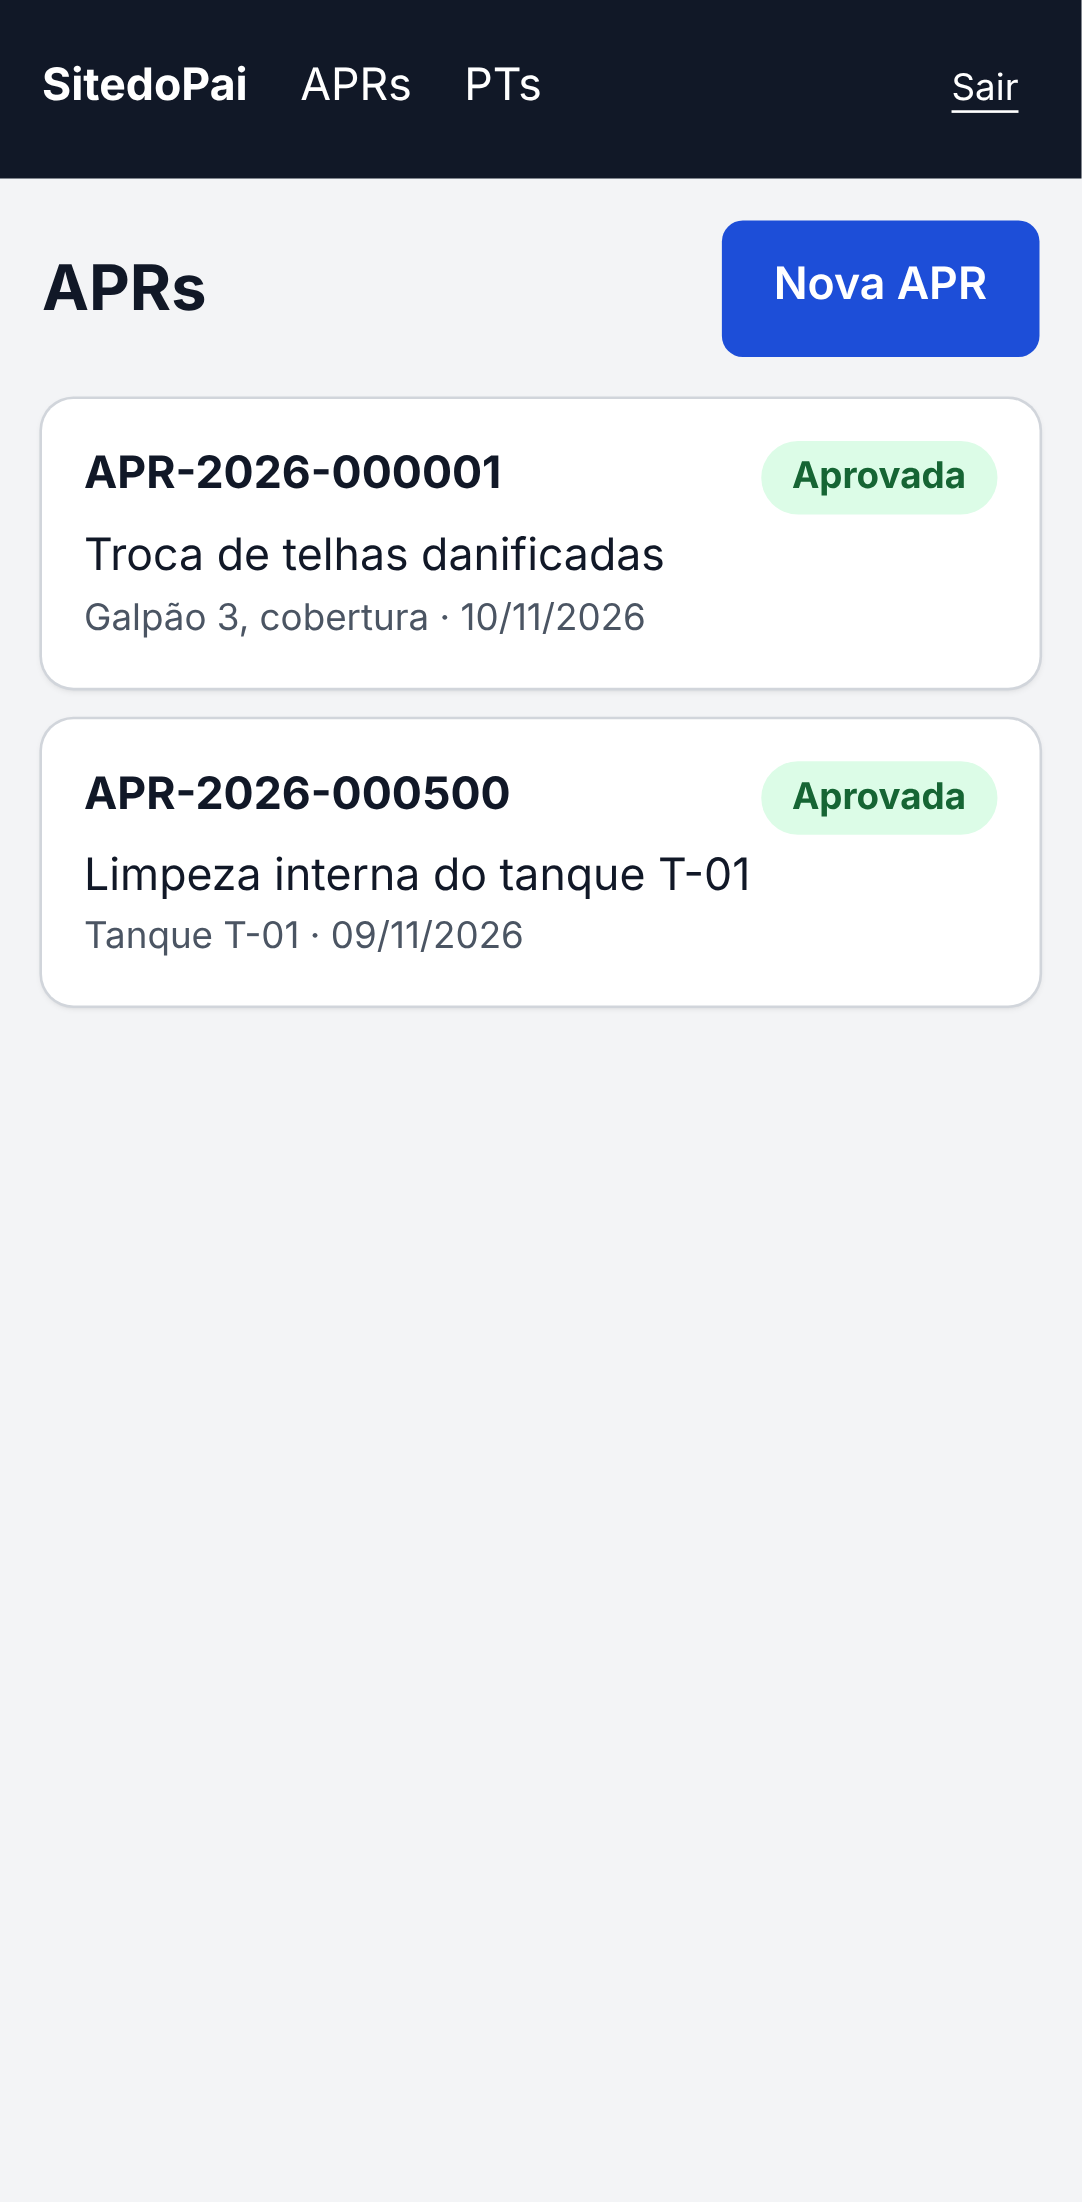 SitedoPai APRs PTs Sair
APRs Nova APR
APR-2026-000001 Aprovada
Troca de telhas danificadas
Galpão 3, cobertura · 10/11/2026
APR-2026-000500 Aprovada
Limpeza interna do tanque T-01
Tanque T-01 · 09/11/2026